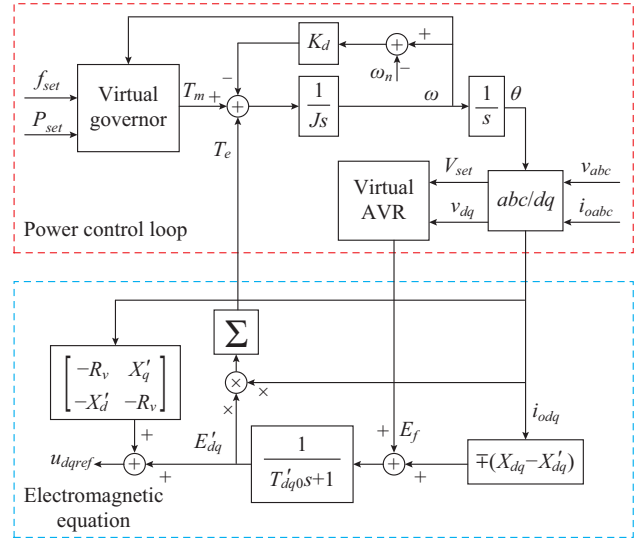 K_d
+
ω_n
−
f_set
P_set
Virtual
governor
T_m
+
−
+
1
Js
ω
1
s
θ
T_e
V_set
v_dq
Virtual
AVR
abc/dq
v_abc
i_oabc
Power control loop
Σ
−R_v X′_q
−X′_d −R_v
×
×
×
i_odq
+
E′_dq
+
E_f
u_dqref
+
+
1
T′_dq0 s+1
+
+
∓(X_dq−X′_dq)
Electromagnetic
equation